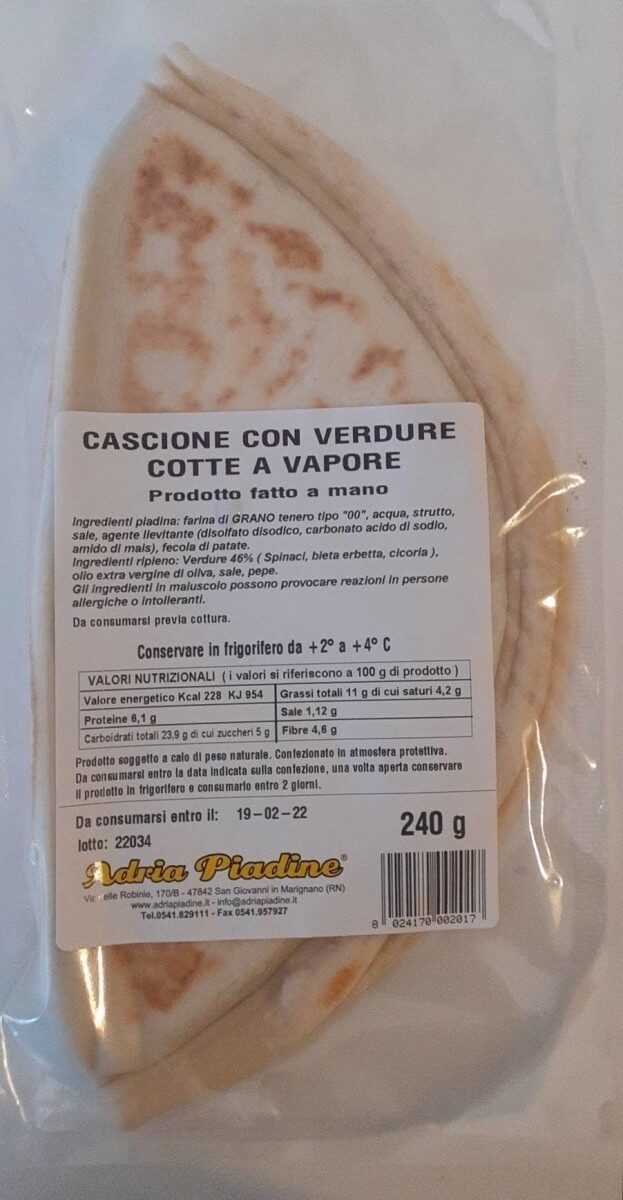 CASCIONE CON VERDURE
COTTE A VAPORE
Prodotto fatto a mano
Ingredienti piadina: farina di GRANO tenero tipo "00", acqua, strutto,
sale, agente lievitante (disolfato disodico, carbonato acido di sodio,
amido di mais), fecola di patate.
Ingredienti ripieno: Verdure 46% ( Spinaci, bieta erbetta, cicoria ),
olio extra vergine di oliva, sale, pepe.
Gli ingredienti in maiuscolo possono provocare reazioni in persone
allergiche o intolleranti.
Da consumarsi previa cottura.
Conservare in frigorifero da +2° a +4° C
VALORI NUTRIZIONALI ( i valori si riferiscono a 100 g di prodotto )
Valore energetico Kcal 228 KJ 954 Grassi totali 11 g di cui saturi 4,2 g
Proteine 6,1 g Sale 1,12 g
Carboidrati totali 23,9 g di cui zuccheri 5 g Fibre 4,6 g
Prodotto soggetto a calo di peso naturale. Confezionato in atmosfera protettiva.
Da consumarsi entro la data indicata sulla confezione, una volta aperta conservare
il prodotto in frigorifero e consumarlo entro 2 giorni.
Da consumarsi entro il: 19-02-22
240 g
lotto: 22034
Adria Piadine®
Robinie, 170/B - 47842 San Giovanni in Marignano (RN)
www.adriapiadine.it - info@adriapiadine.it
Tel.0541.829111 - Fax 0541.957927
8 024170 002017